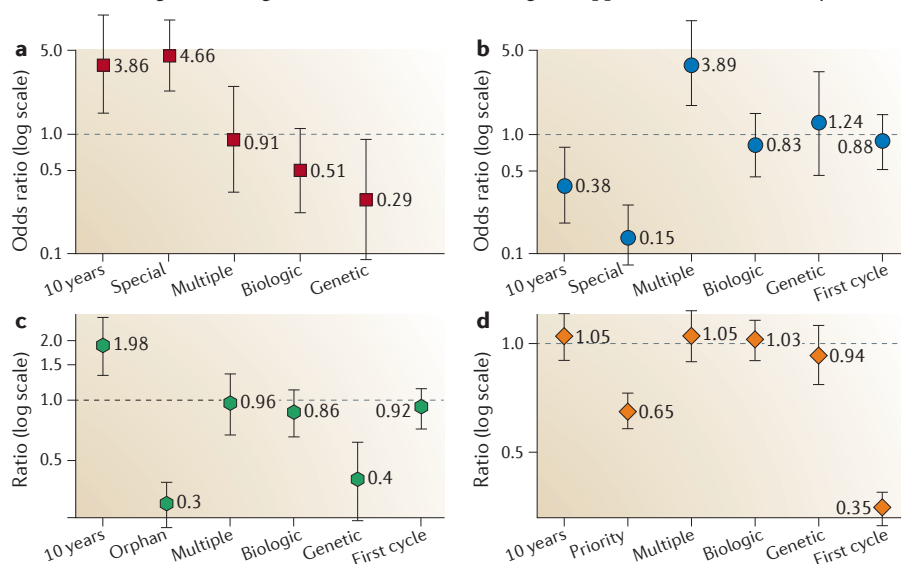 a
5.0
1.0
0.5
0.1
Odds ratio (log scale)
3.86
4.66
0.91
0.51
0.29
10 years
Special
Multiple
Biologic
Genetic
b
5.0
1.0
0.5
0.1
Odds ratio (log scale)
0.38
0.15
3.89
0.83
1.24
0.88
10 years
Special
Multiple
Biologic
Genetic
First cycle
c
2.0
1.5
1.0
0.5
Ratio (log scale)
1.98
0.3
0.96
0.86
0.4
0.92
10 years
Orphan
Multiple
Biologic
Genetic
First cycle
d
1.0
0.5
Ratio (log scale)
1.05
0.65
1.05
1.03
0.94
0.35
10 years
Priority
Multiple
Biologic
Genetic
First cycle